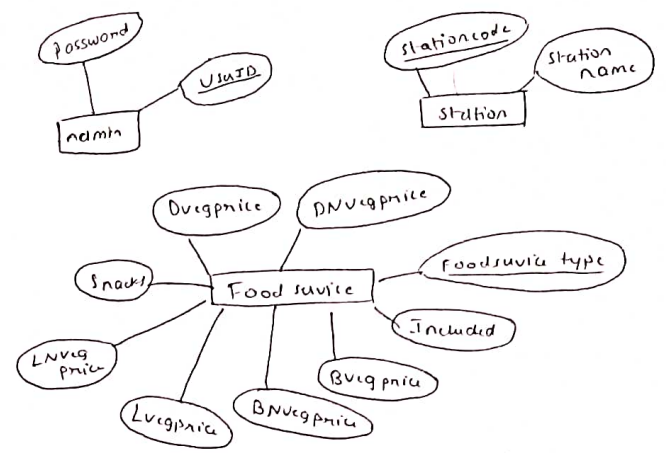 Password
UserID
Admin
Stationcode
Station
name
Station
DVegprice
DNVegprice
Snacks
Food service
Foodservice type
Included
LNVeg
price
BVegprice
LVegprice
BNVegprice